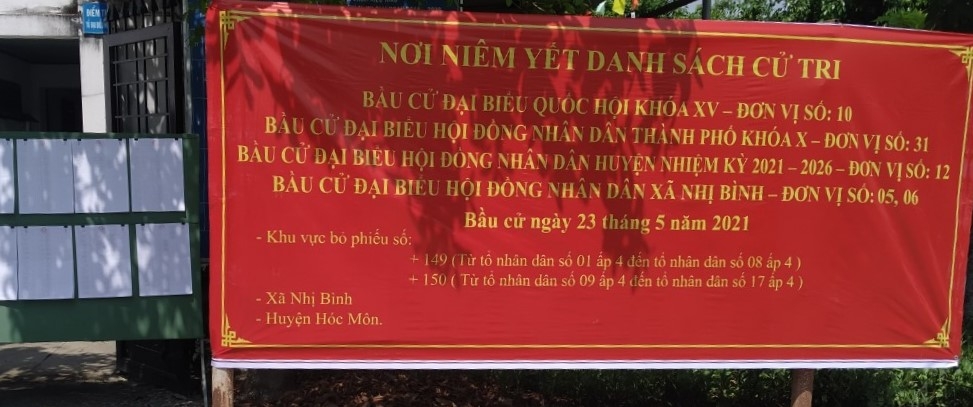 ĐIỂM
NƠI NIÊM YẾT DANH SÁCH CỬ TRI
BẦU CỬ ĐẠI BIỂU QUỐC HỘI KHÓA XV – ĐƠN VỊ SỐ: 10
BẦU CỬ ĐẠI BIỂU HỘI ĐỒNG NHÂN DÂN THÀNH PHỐ KHÓA X – ĐƠN VỊ SỐ: 31
BẦU CỬ ĐẠI BIỂU HỘI ĐỒNG NHÂN DÂN HUYỆN NHIỆM KỲ 2021 – 2026 – ĐƠN VỊ SỐ: 12
BẦU CỬ ĐẠI BIỂU HỘI ĐỒNG NHÂN DÂN XÃ NHỊ BÌNH – ĐƠN VỊ SỐ: 05, 06
Bầu cử ngày 23 tháng 5 năm 2021
- Khu vực bỏ phiếu số:
+ 149 ( Từ tổ nhân dân số 01 ấp 4 đến tổ nhân dân số 08 ấp 4 )
+ 150 ( Từ tổ nhân dân số 09 ấp 4 đến tổ nhân dân số 17 ấp 4 )
- Xã Nhị Bình
- Huyện Hóc Môn.